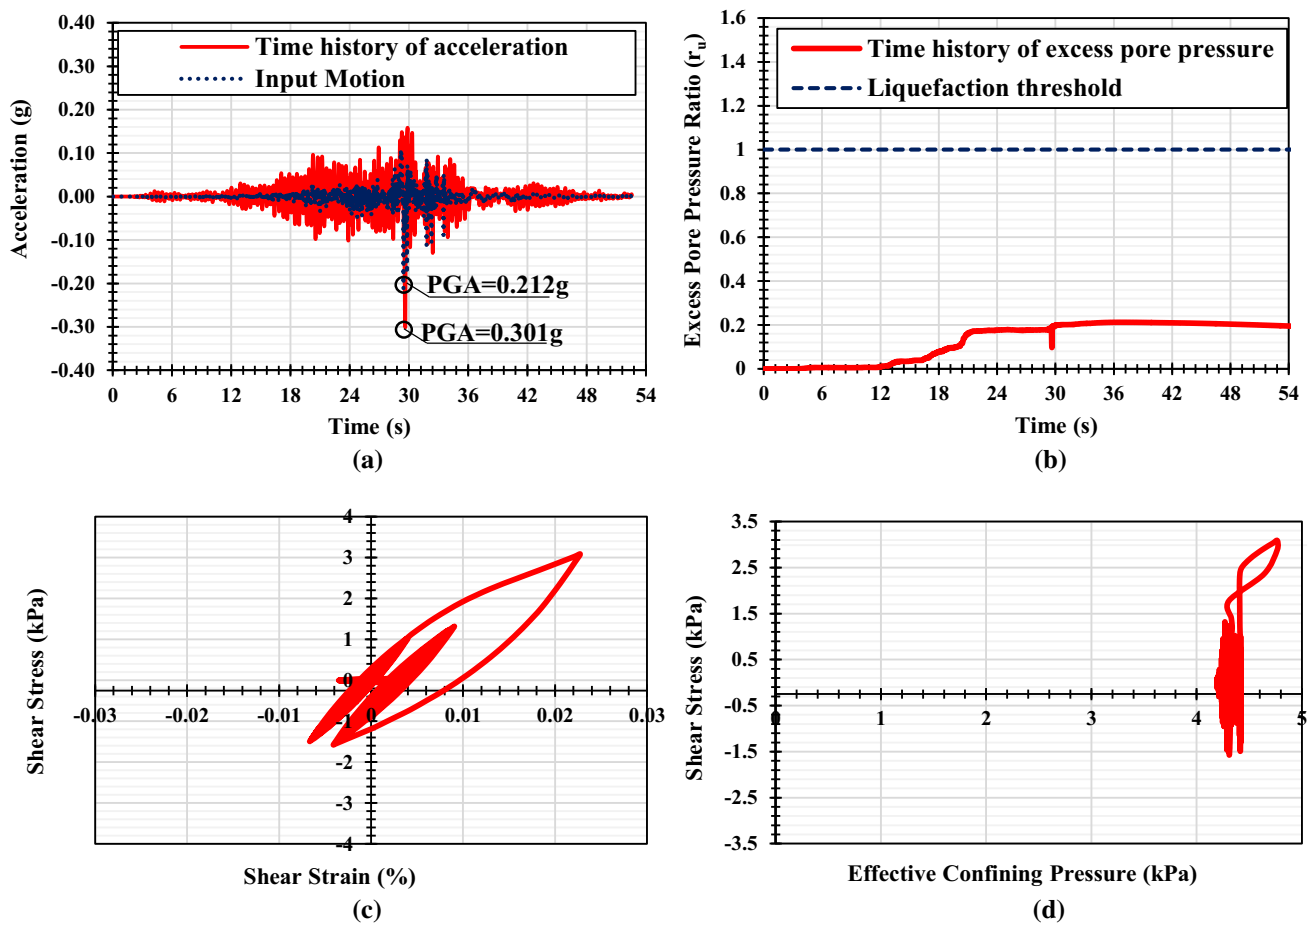 0.40
0.30
0.20
0.10
0.00
-0.10
-0.20
-0.30
-0.40
Acceleration (g)
Time history of acceleration
Input Motion
PGA=0.212g
PGA=0.301g
0 6 12 18 24 30 36 42 48 54
Time (s)
(a)
1.6
1.4
1.2
1
0.8
0.6
0.4
0.2
0
Excess Pore Pressure Ratio (ru)
Time history of excess pore pressure
Liquefaction threshold
0 6 12 18 24 30 36 42 48 54
Time (s)
(b)
4
3
2
1
0
-1
-2
-3
-4
Shear Stress (kPa)
-0.03 -0.02 -0.01 0 0.01 0.02 0.03
Shear Strain (%)
(c)
3.5
2.5
1.5
0.5
-0.5
-1.5
-2.5
-3.5
Shear Stress (kPa)
0 1 2 3 4 5
Effective Confining Pressure (kPa)
(d)